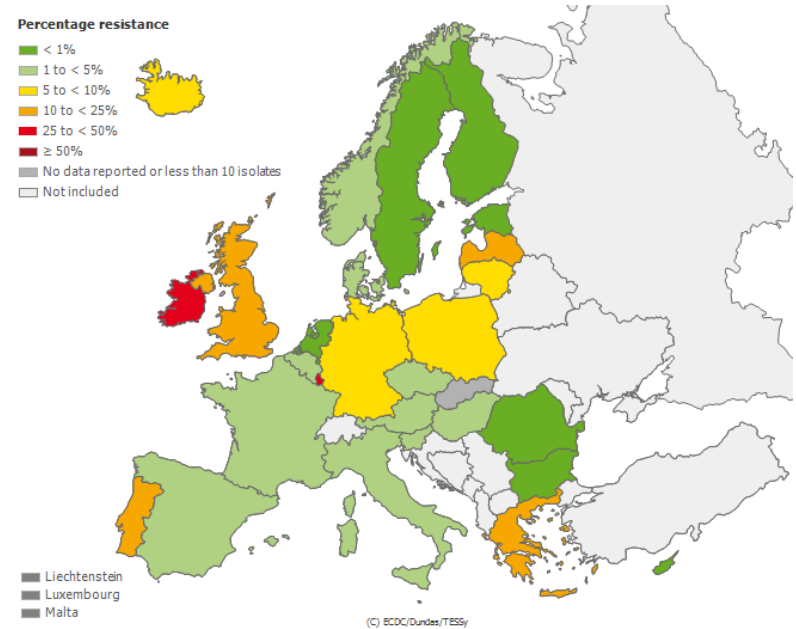 Percentage resistance
< 1%
1 to < 5%
5 to < 10%
10 to < 25%
25 to < 50%
≥ 50%
No data reported or less than 10 isolates
Not included
Liechtenstein
Luxembourg
Malta
(C) ECDC/Dundas/TESSy